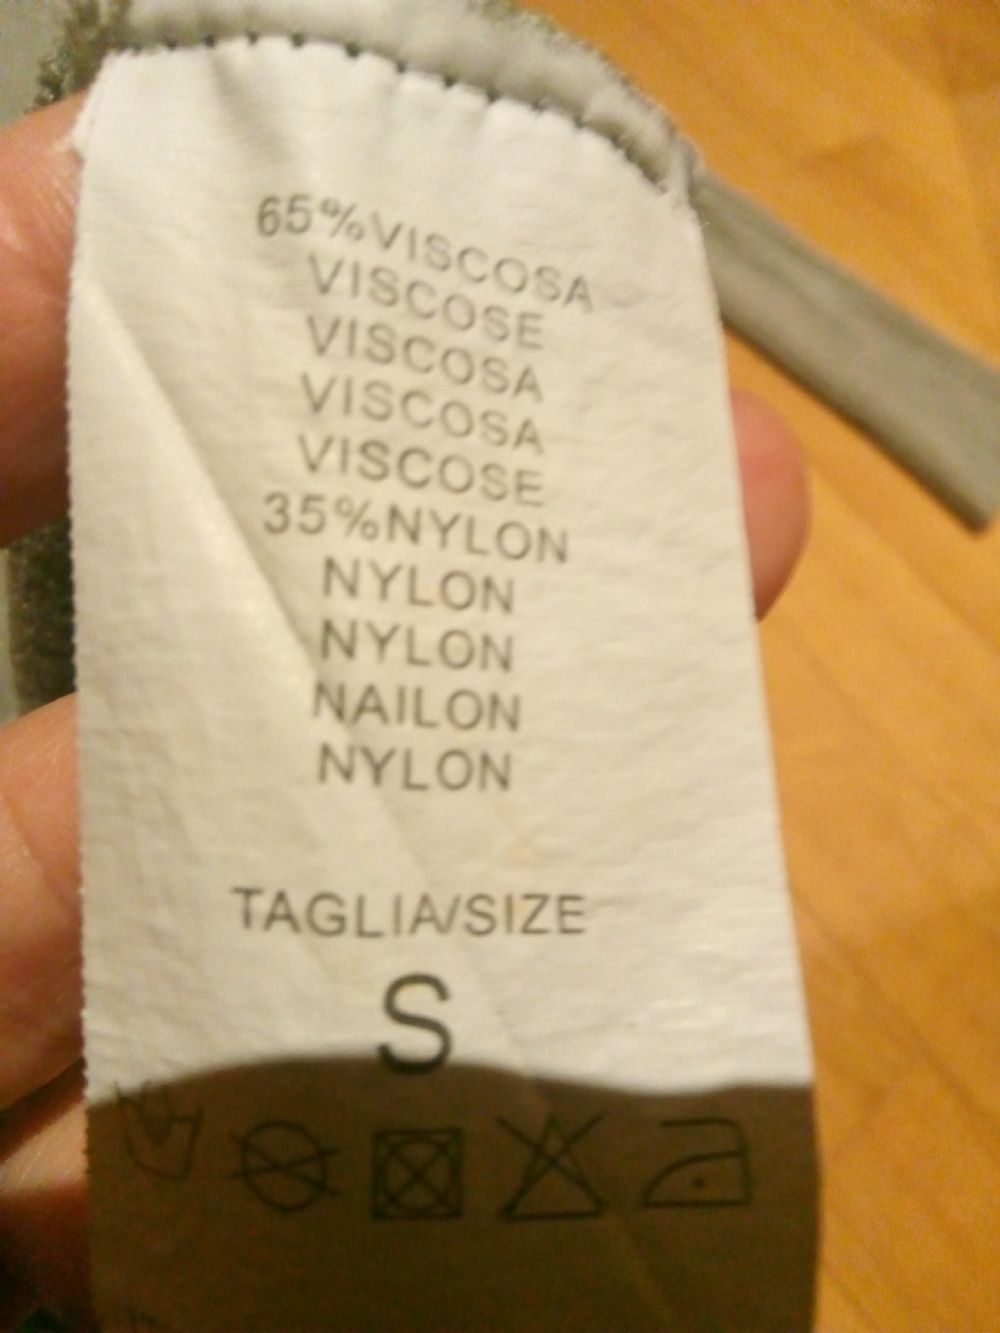 65%VISCOSA
VISCOSE
VISCOSA
VISCOSA
VISCOSE
35%NYLON
NYLON
NYLON
NAILON
NYLON
TAGLIA/SIZE
S